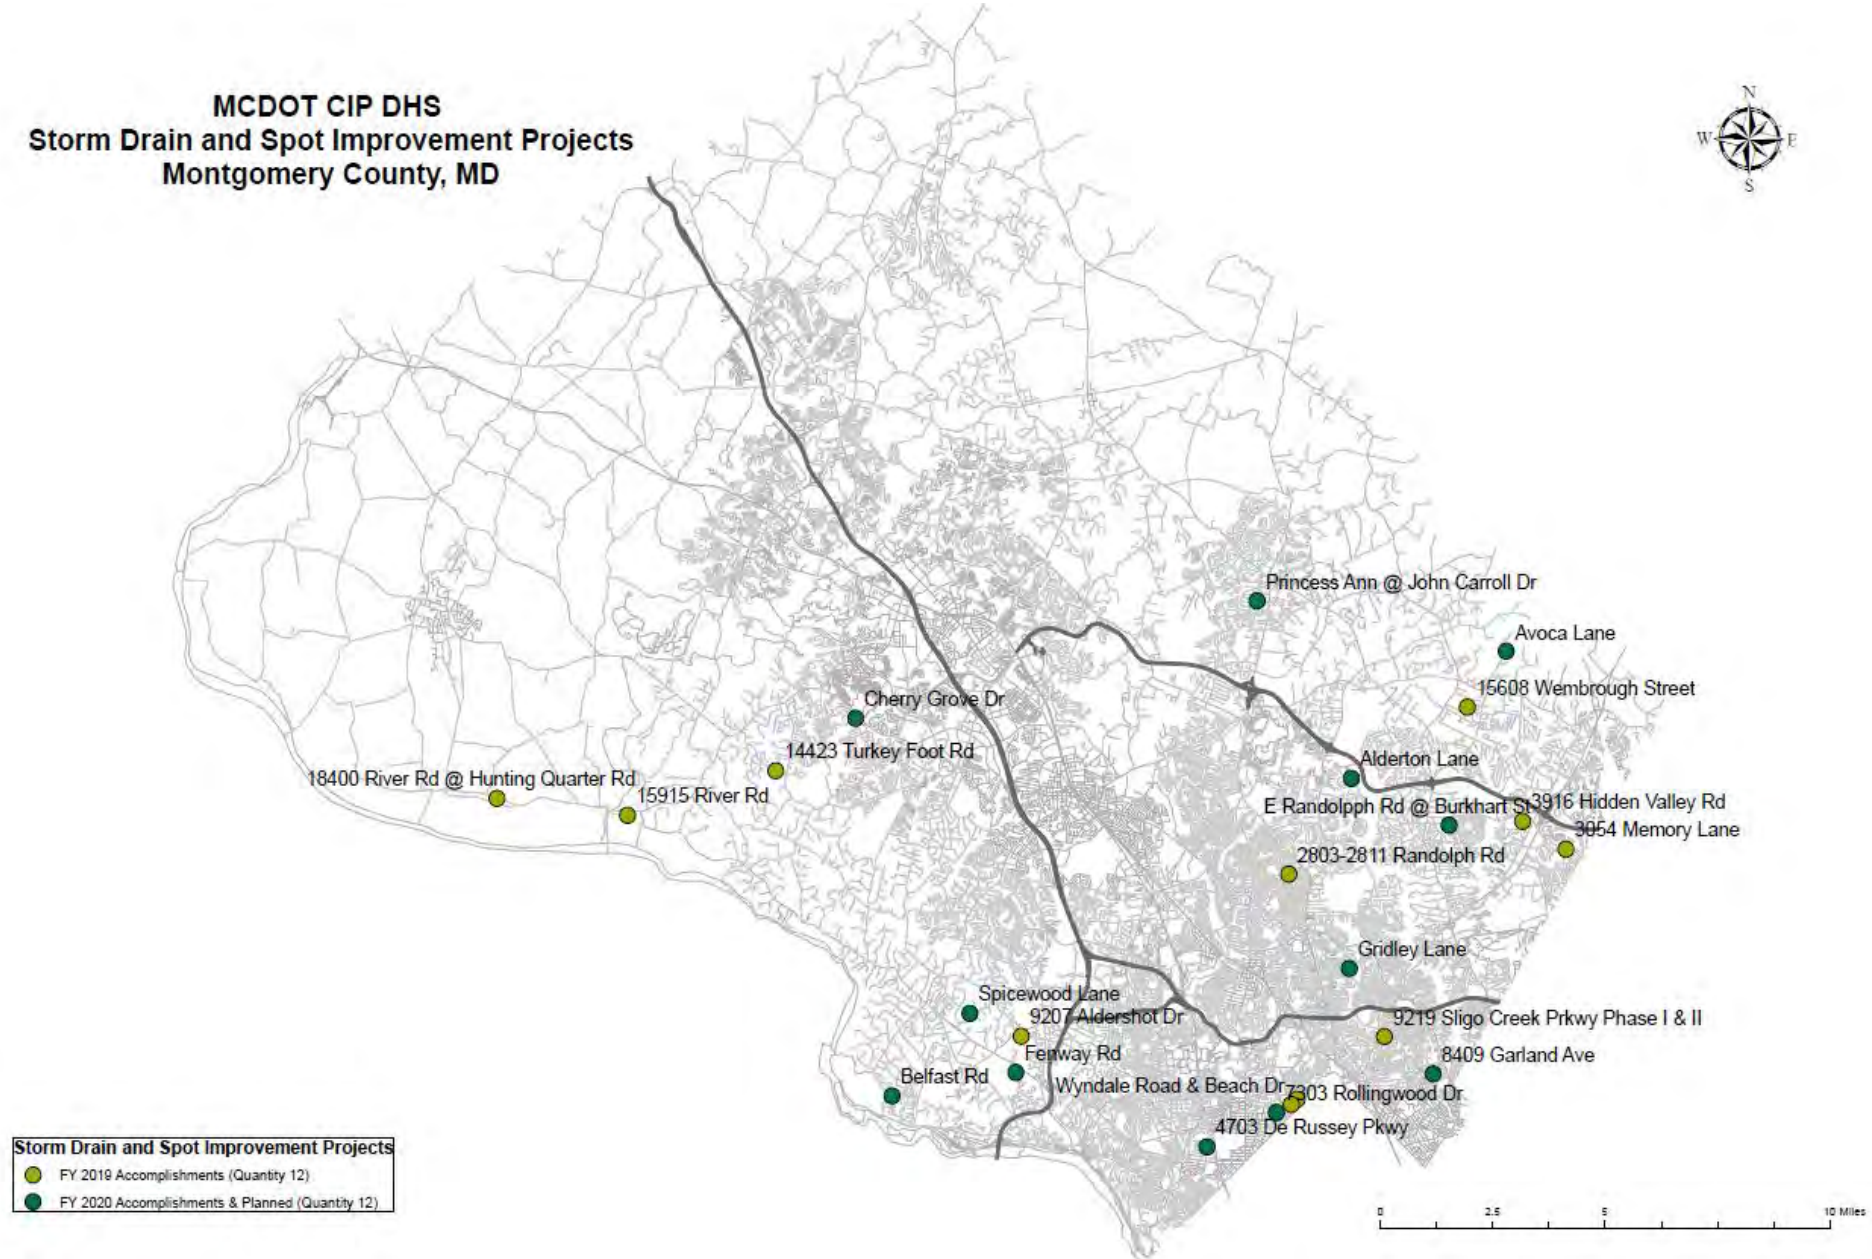 MCDOT CIP DHS
Storm Drain and Spot Improvement Projects
Montgomery County, MD
N
W
E
S
Princess Ann @ John Carroll Dr
Avoca Lane
15608 Wembrough Street
Cherry Grove Dr
14423 Turkey Foot Rd
Alderton Lane
18400 River Rd @ Hunting Quarter Rd
15915 River Rd
E Randolpph Rd @ Burkhart St
3916 Hidden Valley Rd
3054 Memory Lane
2803-2811 Randolph Rd
Gridley Lane
Spicewood Lane
9207 Aldershot Dr
9219 Sligo Creek Prkwy Phase I & II
Fenway Rd
8409 Garland Ave
Belfast Rd
Wyndale Road & Beach Dr
7303 Rollingwood Dr
4703 De Russey Pkwy
Storm Drain and Spot Improvement Projects
FY 2019 Accomplishments (Quantity 12)
FY 2020 Accomplishments & Planned (Quantity 12)
0 2.5 5 10 Miles